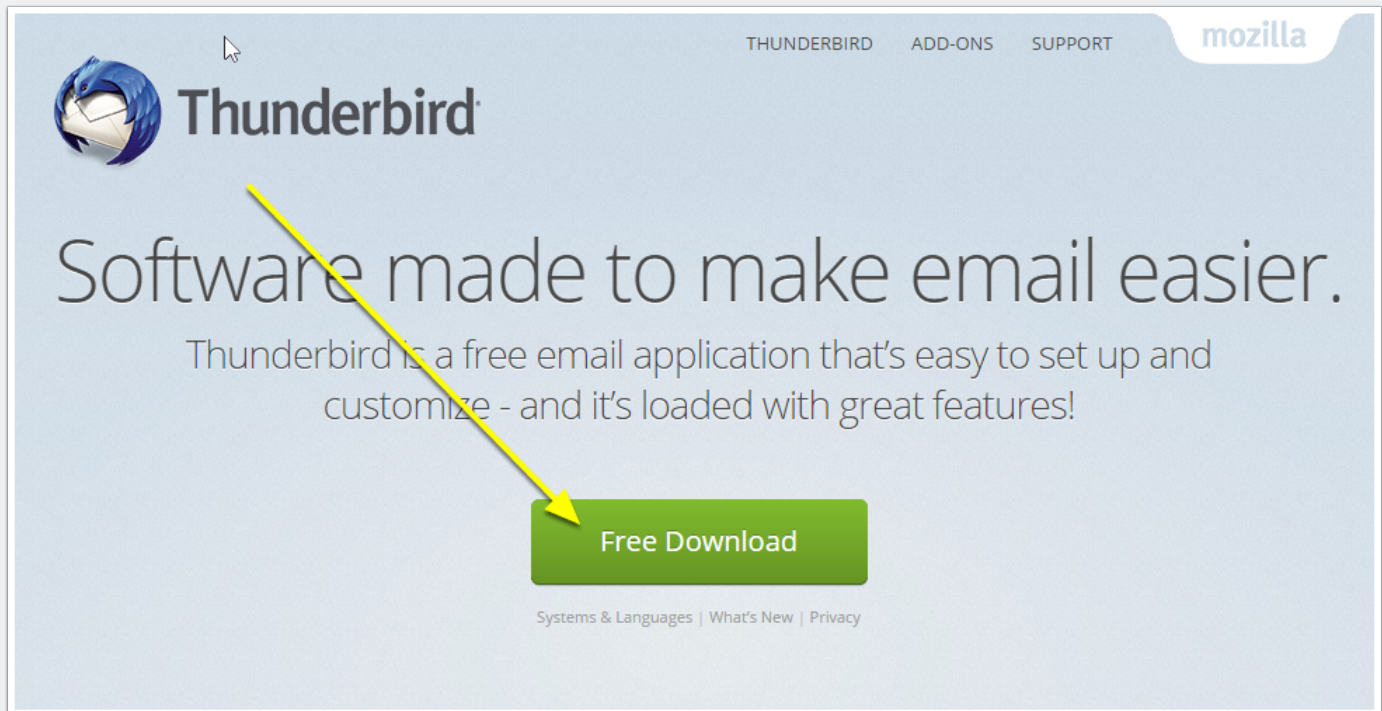 THUNDERBIRD ADD-ONS SUPPORT mozilla
Thunderbird
Software made to make email easier.
Thunderbird is a free email application that's easy to set up and
customize - and it's loaded with great features!
Free Download
Systems & Languages | What's New | Privacy